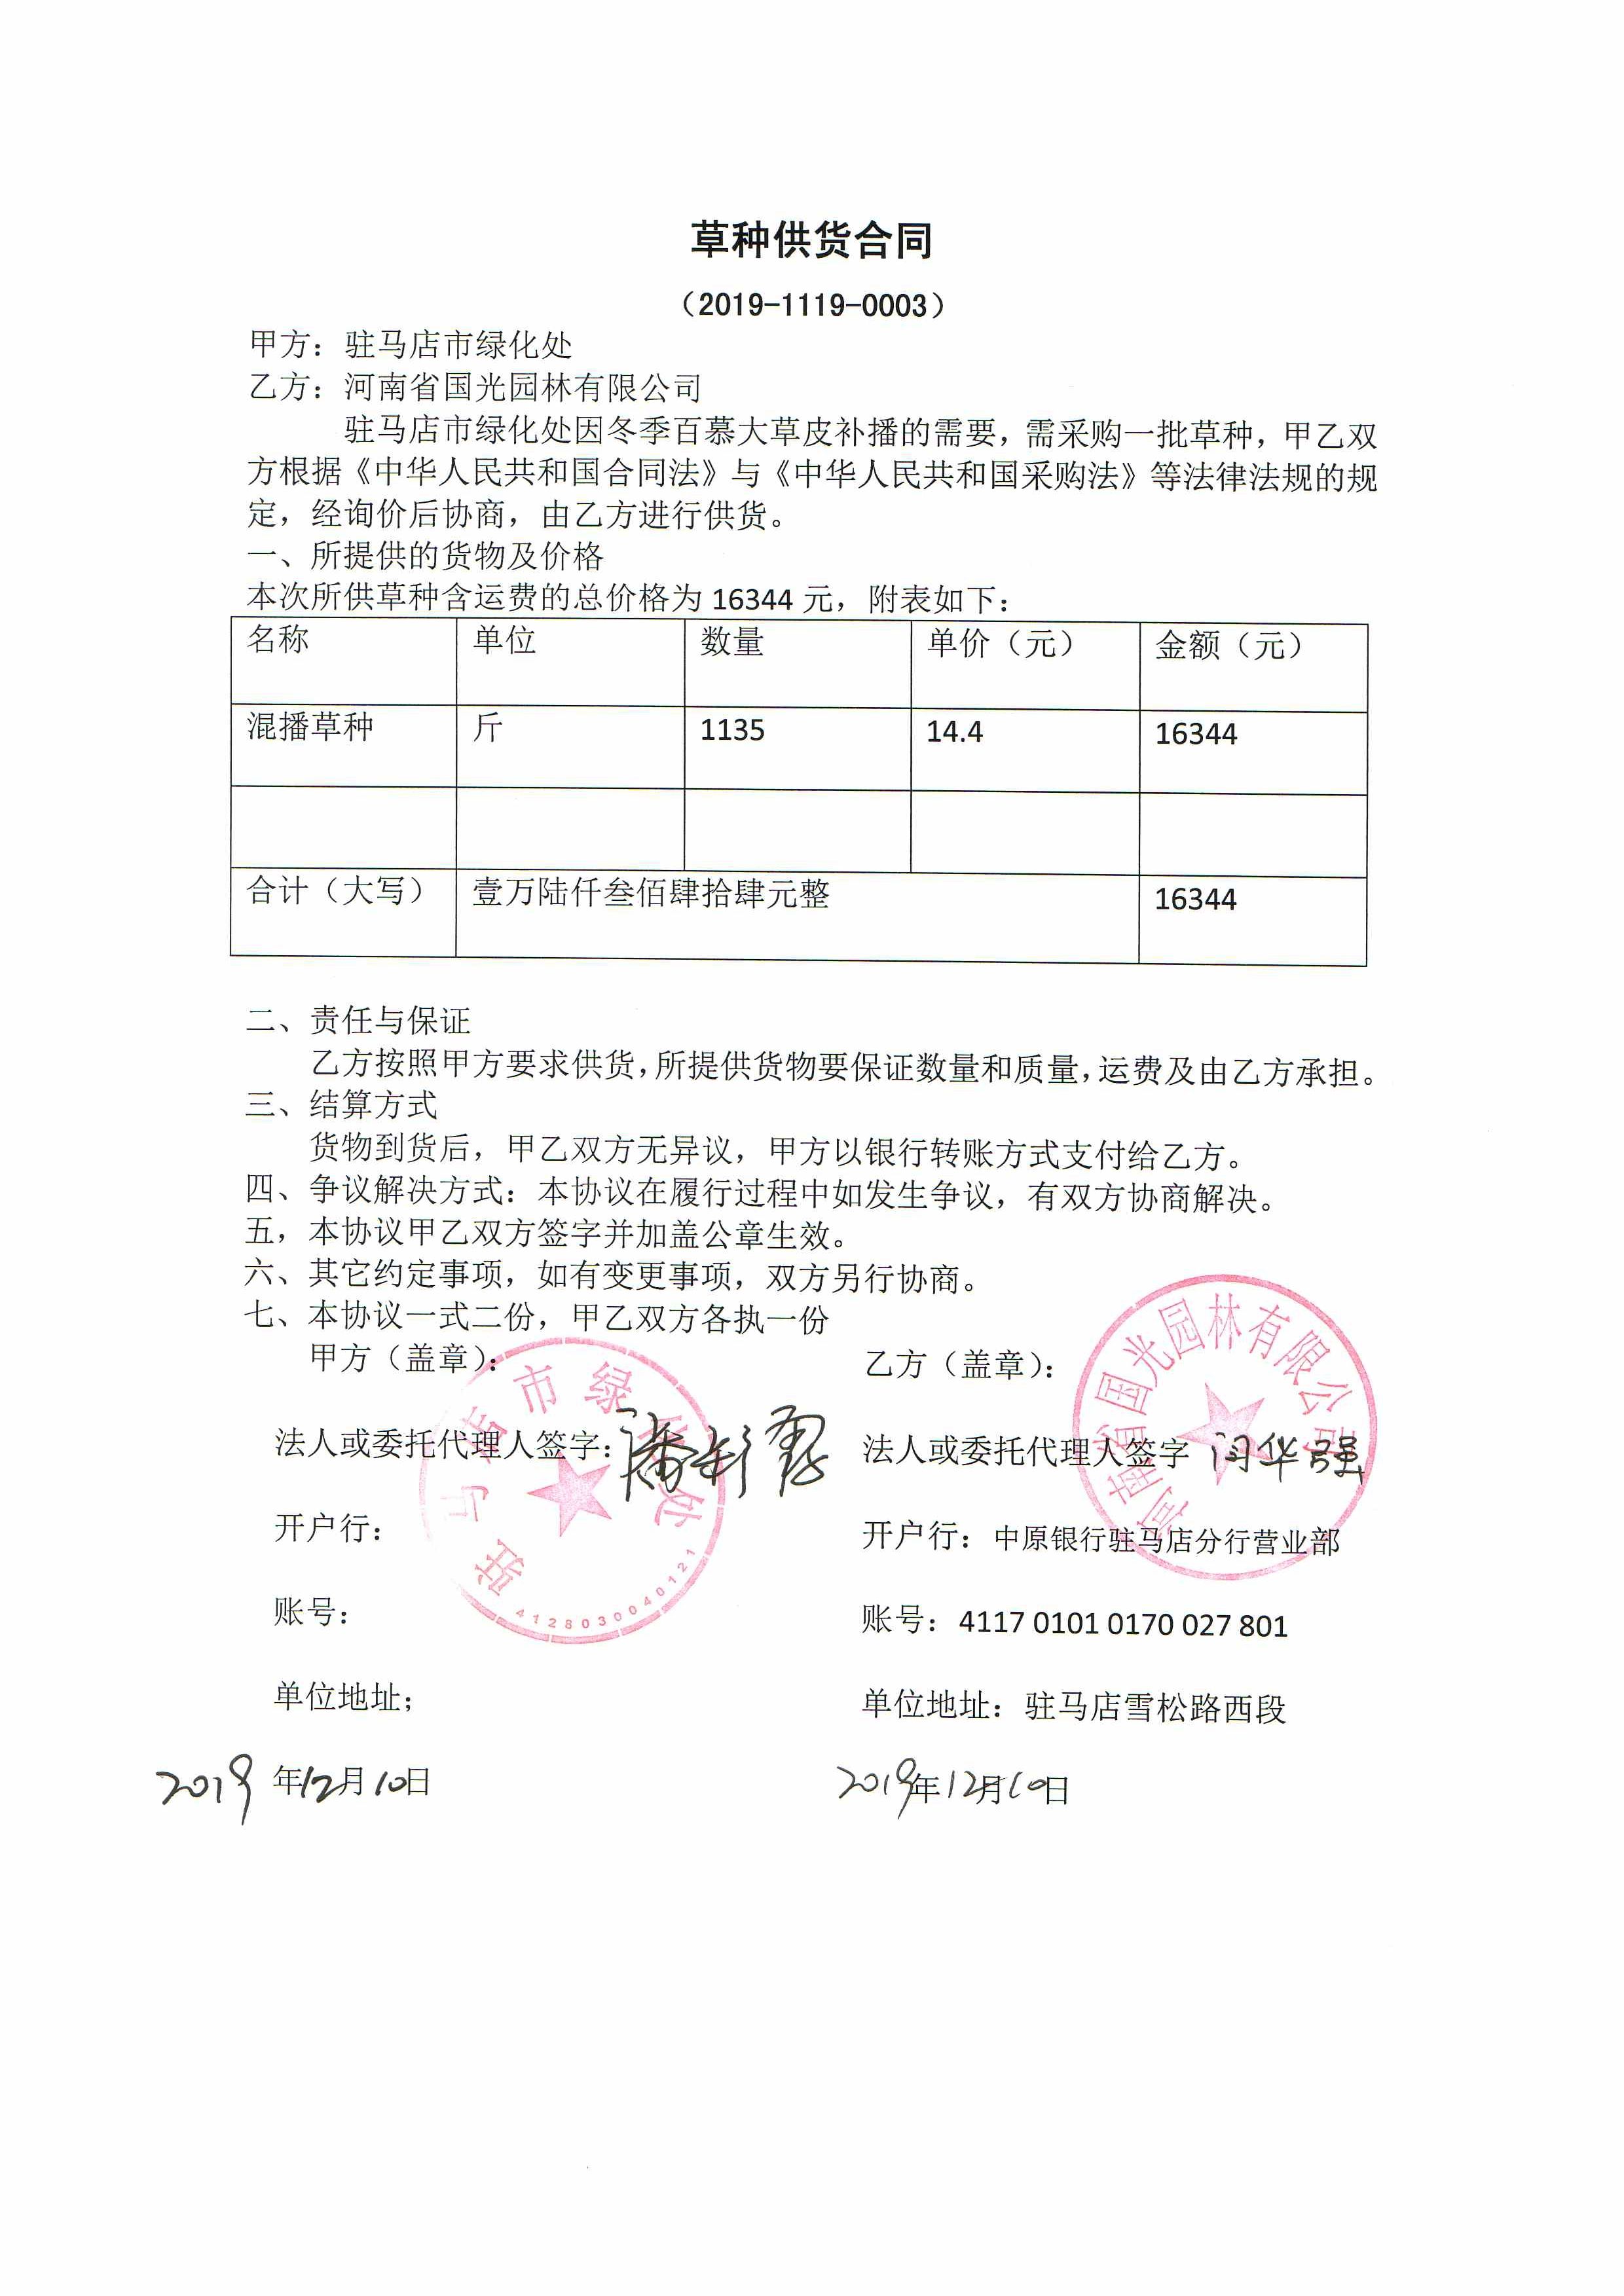 草种供货合同
（2019-1119-0003）
甲方：驻马店市绿化处
乙方：河南省国光园林有限公司
驻马店市绿化处因冬季百慕大草皮补播的需要，需采购一批草种，甲乙双
方根据《中华人民共和国合同法》与《中华人民共和国采购法》等法律法规的规
定，经询价后协商，由乙方进行供货。
一、所提供的货物及价格
本次所供草种含运费的总价格为 16344 元，附表如下：
名称 单位 数量 单价（元） 金额（元）
混播草种 斤 1135 14.4 16344
合计（大写） 壹万陆仟叁佰肆拾肆元整 16344
二、责任与保证
乙方按照甲方要求供货，所提供货物要保证数量和质量，运费及由乙方承担。
三、结算方式
货物到货后，甲乙双方无异议，甲方以银行转账方式支付给乙方。
四、争议解决方式：本协议在履行过程中如发生争议，有双方协商解决。
五，本协议甲乙双方签字并加盖公章生效。
六、其它约定事项，如有变更事项，双方另行协商。
七、本协议一式二份，甲乙双方各执一份
甲方（盖章）： 乙方（盖章）：
法人或委托代理人签字： 法人或委托代理人签字 闫华强
开户行： 开户行：中原银行驻马店分行营业部
账号： 账号：4117 0101 0170 027 801
单位地址； 单位地址：驻马店雪松路西段
2019 年12月10日 2019年12月10日
驻马店市绿化处
4128030040121
河南省国光园林有限公司